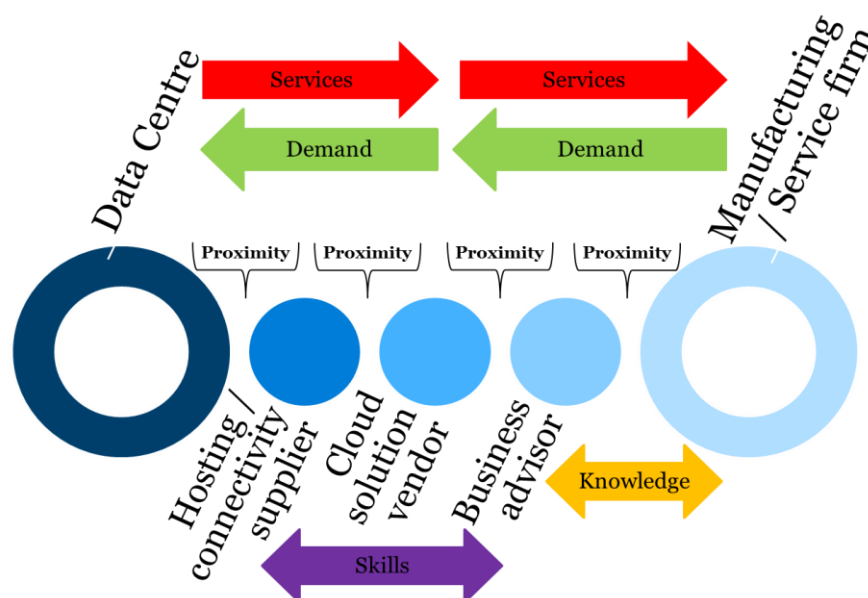 Services
Services
Demand
Demand
Data Centre
Manufacturing
/ Service firm
Proximity
Proximity
Proximity
Proximity
Hosting /
connectivity
supplier
Cloud
solution
vendor
Business
advisor
Knowledge
Skills